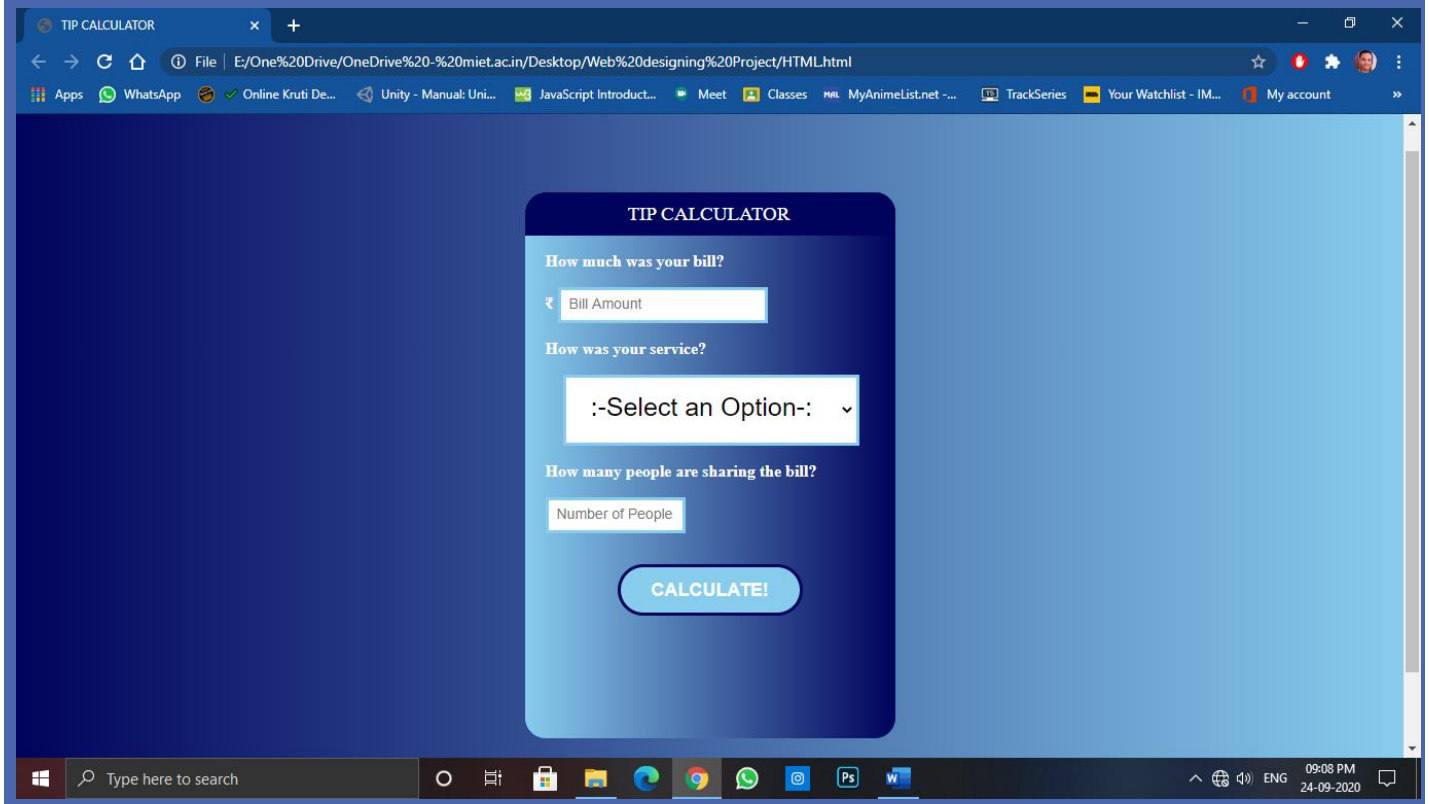 TIP CALCULATOR
File | E:/One%20Drive/OneDrive%20-%20miet.ac.in/Desktop/Web%20designing%20Project/HTML.html
Apps WhatsApp Online Kruti De... Unity - Manual: Uni... JavaScript Introduct... Meet Classes MAL MyAnimeList.net -... TrackSeries Your Watchlist - IM... My account »
TIP CALCULATOR
How much was your bill?
₹ Bill Amount
How was your service?
:-Select an Option-:
How many people are sharing the bill?
Number of People
CALCULATE!
Type here to search Ps W ENG 09:08 PM
24-09-2020